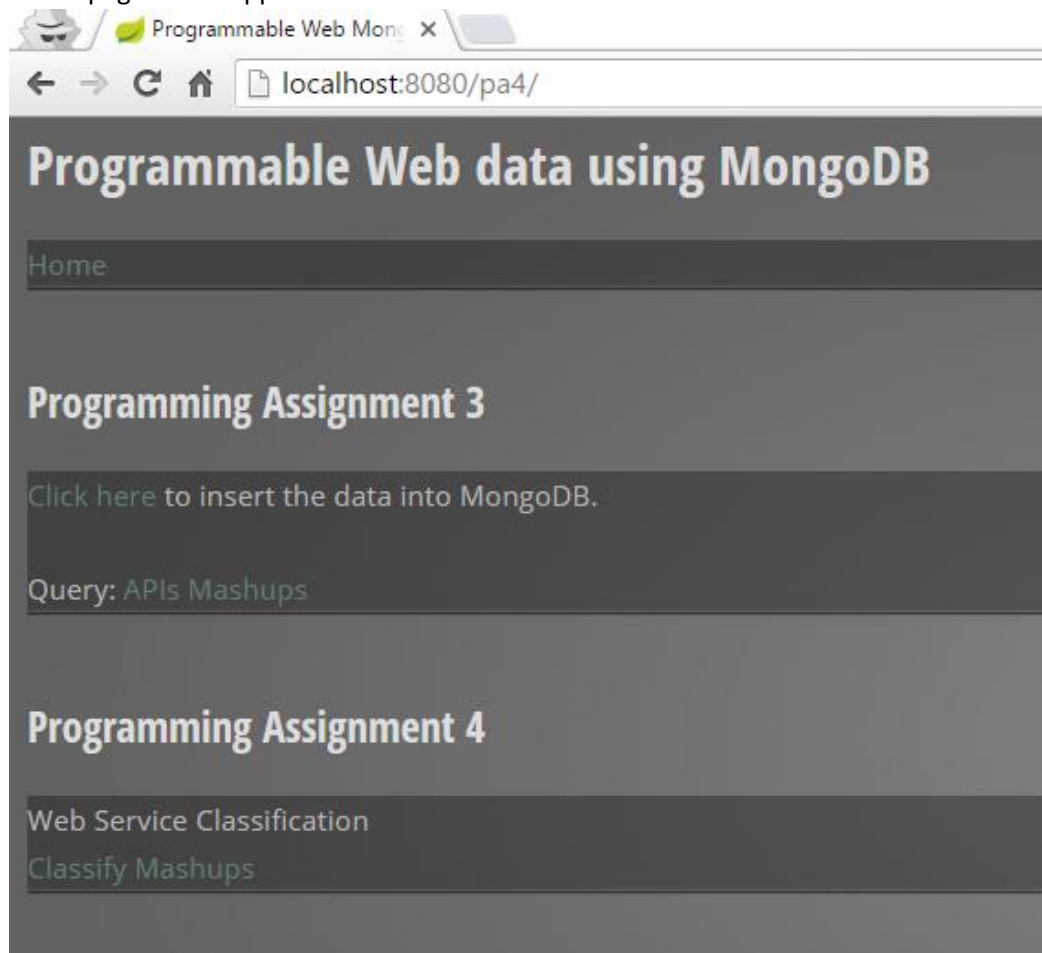 Programmable Web Mong
localhost:8080/pa4/
Programmable Web data using MongoDB
Home
Programming Assignment 3
Click here to insert the data into MongoDB.
Query: APIs Mashups
Programming Assignment 4
Web Service Classification
Classify Mashups